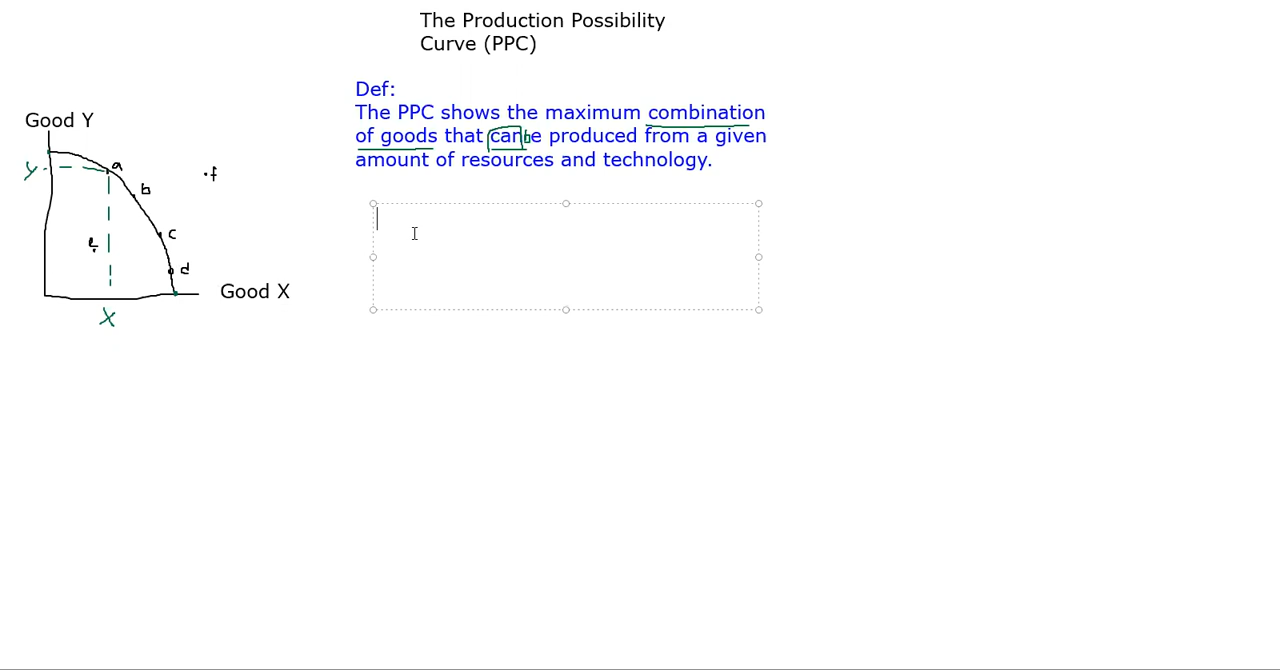 The Production Possibility
Curve (PPC)
Def:
The PPC shows the maximum combination
of goods that can be produced from a given
amount of resources and technology.
Good Y
y
a
.f
b
c
d
Good X
X